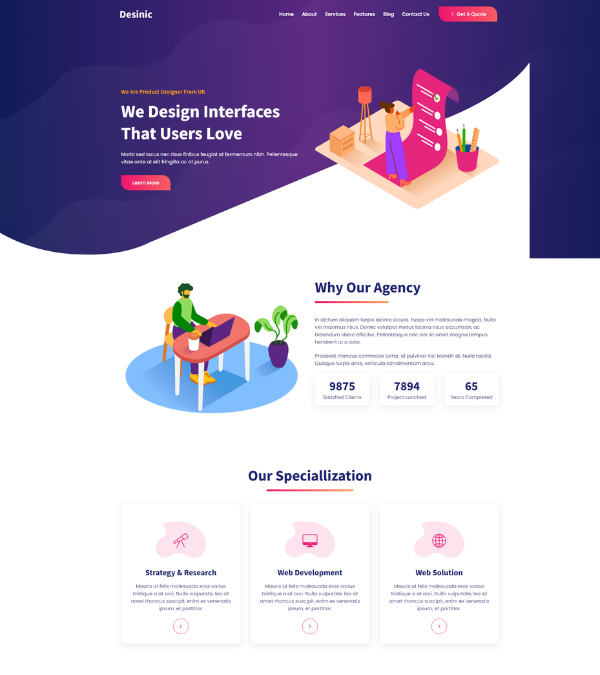 Desinic
Home About Services Features Blog Contact Us
Get A Quote
We Are Product Designer From UK
We Design Interfaces
That Users Love
Morbi sed lacus nec risus finibus feugiat et fermentum nibh. Pellentesque
vitae ante at elit fringilla ac at purus.
Learn More
Why Our Agency
In dictum aliquam turpis lacinia iaculis. Fusce vel malesuada magna. Nulla
vel maximus risus. Donec volutpat metus lacinia risus accumsan, ac
bibendum libero efficitur. Pellentesque nec nisl sit amet magna tempus
hendrerit ut a odio.
Praesent rhoncus commodo tortor, id pulvinar nisl blandit at. Nulla facilisi.
Quisque turpis ante, vehicula condimentum arcu.
9875
Satisfied Clients
7894
Project Lunched
65
Years Completed
Our Speciallization
Strategy & Research
Mauris ut felis malesuada eros varius
tristique a et orci. Nulla vulputate, leo sit
amet rhoncus suscipit, enim ex venenatis
ipsum, et porttitor.
Web Development
Mauris ut felis malesuada eros varius
tristique a et orci. Nulla vulputate, leo sit
amet rhoncus suscipit, enim ex venenatis
ipsum, et porttitor.
Web Solution
Mauris ut felis malesuada eros varius
tristique a et orci. Nulla vulputate, leo sit
amet rhoncus suscipit, enim ex venenatis
ipsum, et porttitor.